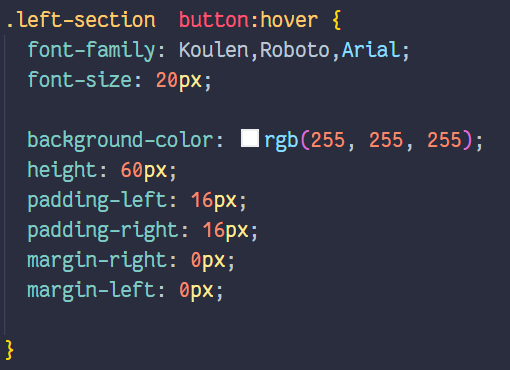 .left-section  button:hover {
  font-family: Koulen,Roboto,Arial;
  font-size: 20px;

  background-color: rgb(255, 255, 255);
  height: 60px;
  padding-left: 16px;
  padding-right: 16px;
  margin-right: 0px;
  margin-left: 0px;

}